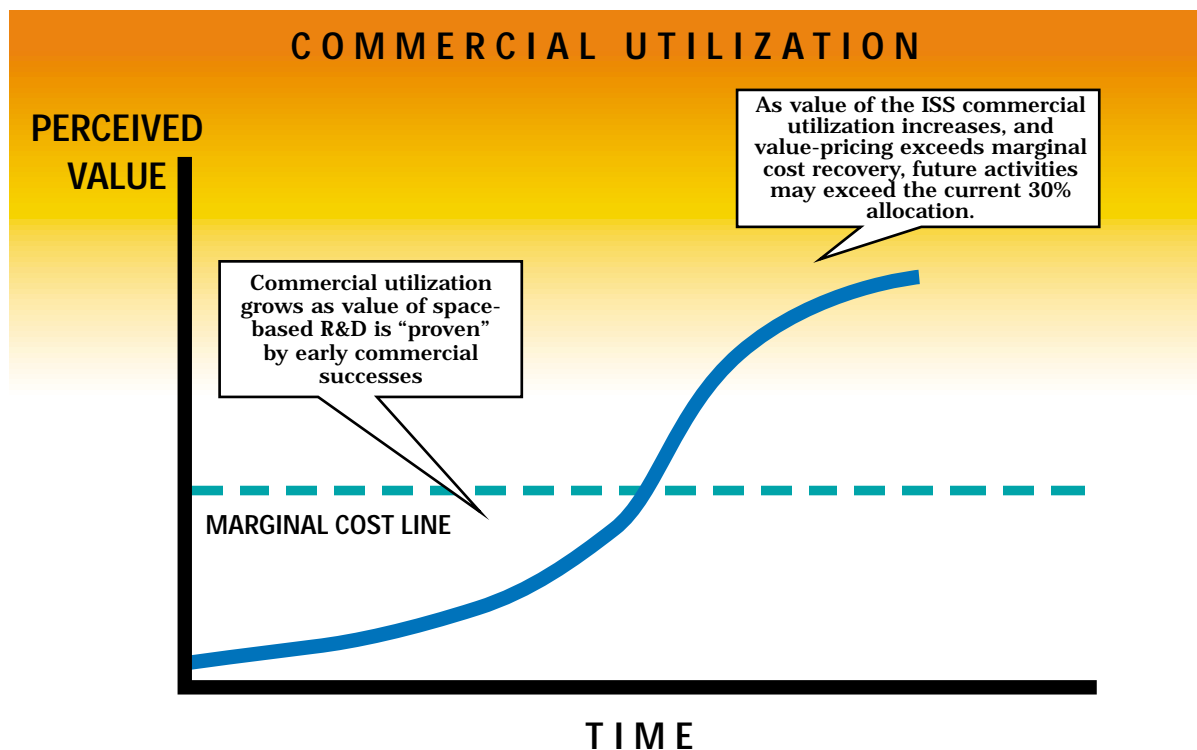 COMMERCIAL UTILIZATION
PERCEIVED
VALUE
As value of the ISS commercial
utilization increases, and
value-pricing exceeds marginal
cost recovery, future activities
may exceed the current 30%
allocation.
Commercial utilization
grows as value of space-
based R&D is “proven”
by early commercial
successes
MARGINAL COST LINE
TIME